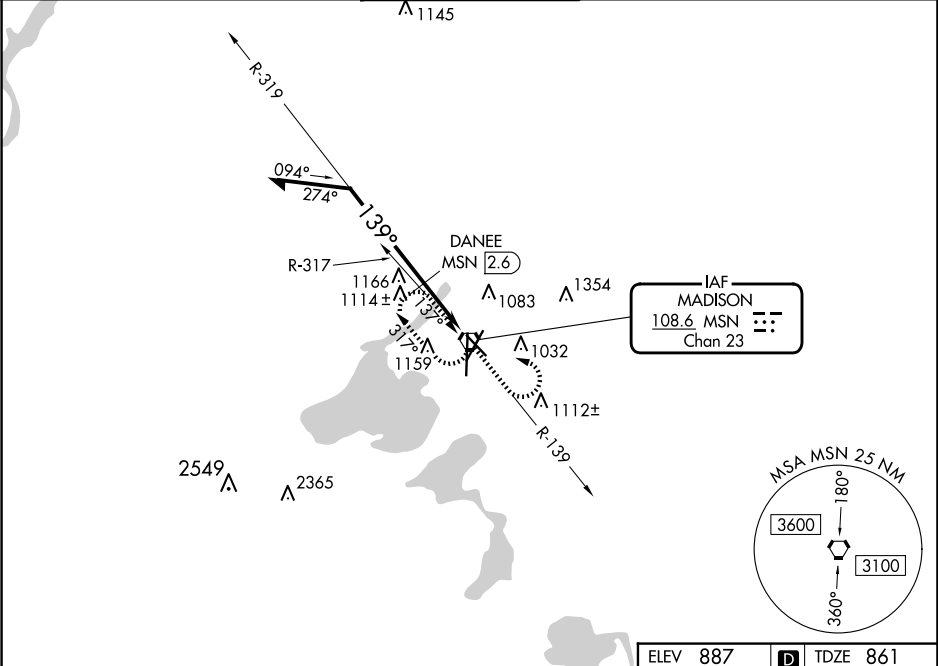 1145
R-319
094°
274°
139°
DANEE
MSN 2.6
R-317
1166
1114±
1083
1354
137°
317°
1159
1032
IAF
MADISON
108.6 MSN
Chan 23
1112±
R-139
2549
2365
MSA MSN 25 NM
180°
3600
3100
360°
ELEV 887 D TDZE 861